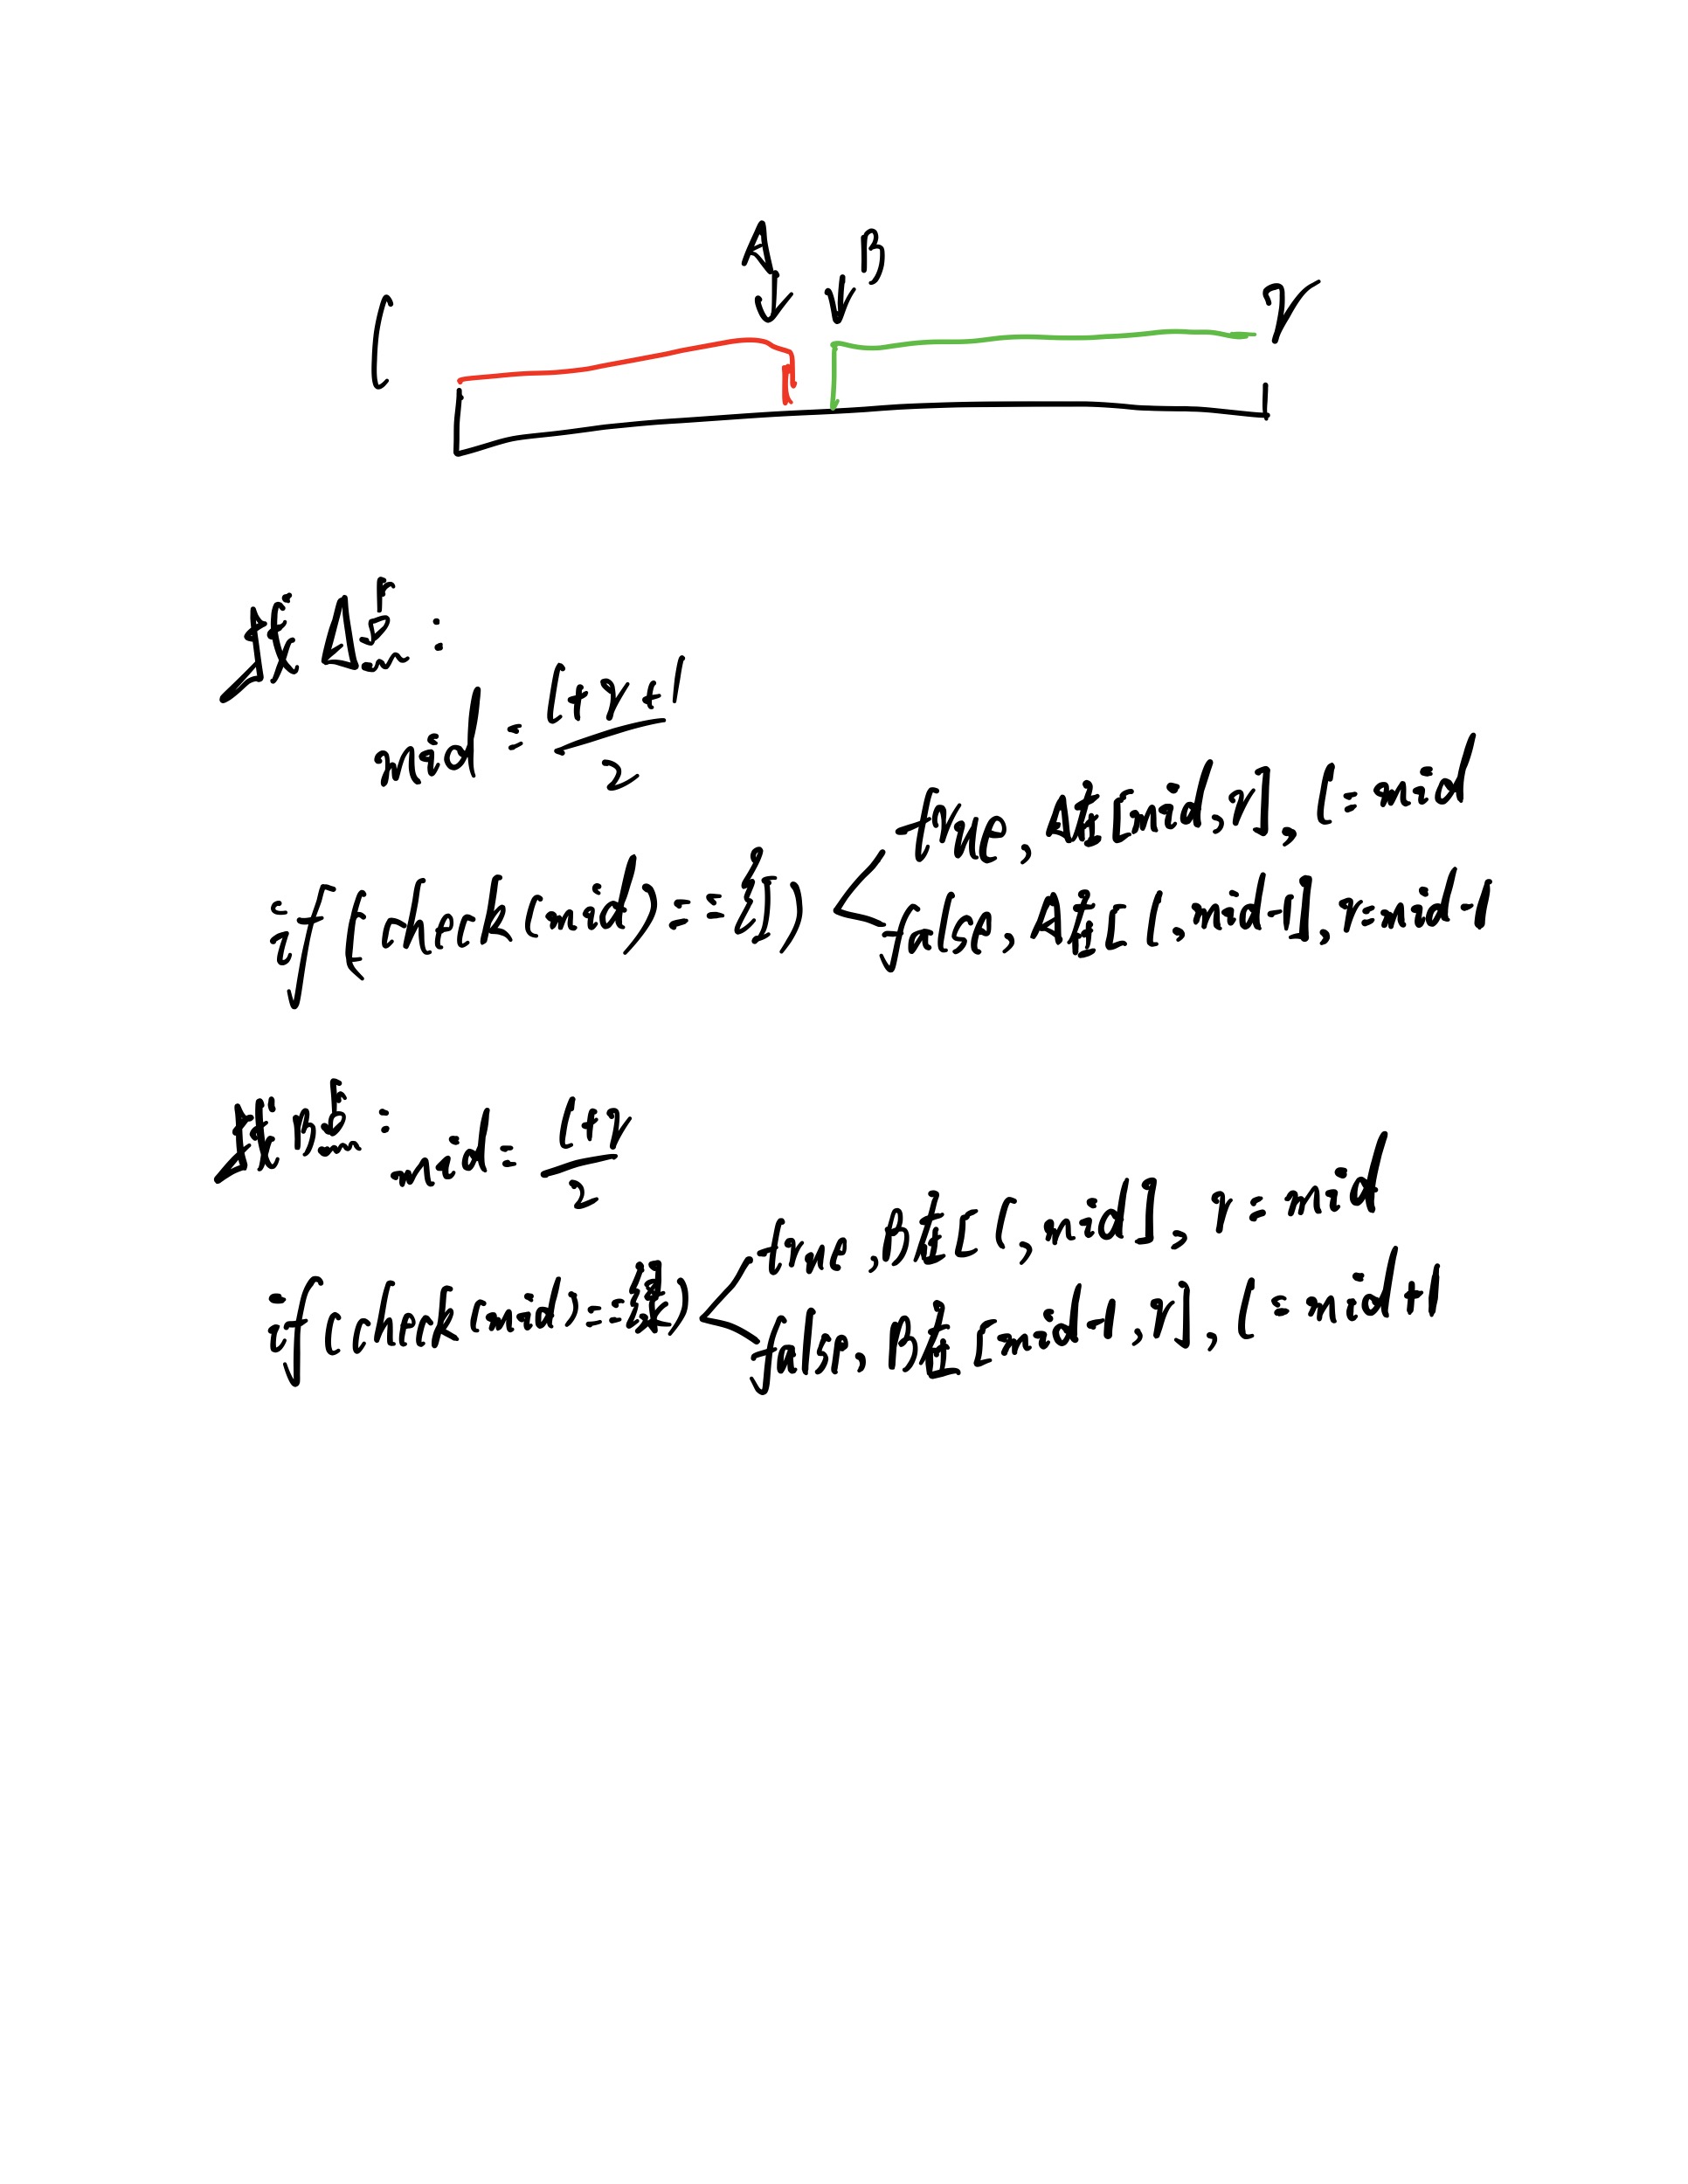 A B
l r
找A点:
mid = (l+r+1)/2
if (check(mid) == 红) true, A在[mid,r], l=mid
false, A在[l,mid-1], r=mid-1
找B点:
mid = (l+r)/2
if (check(mid) == 绿) true, B在[l,mid], r=mid
false, B在[mid+1,r], l=mid+1